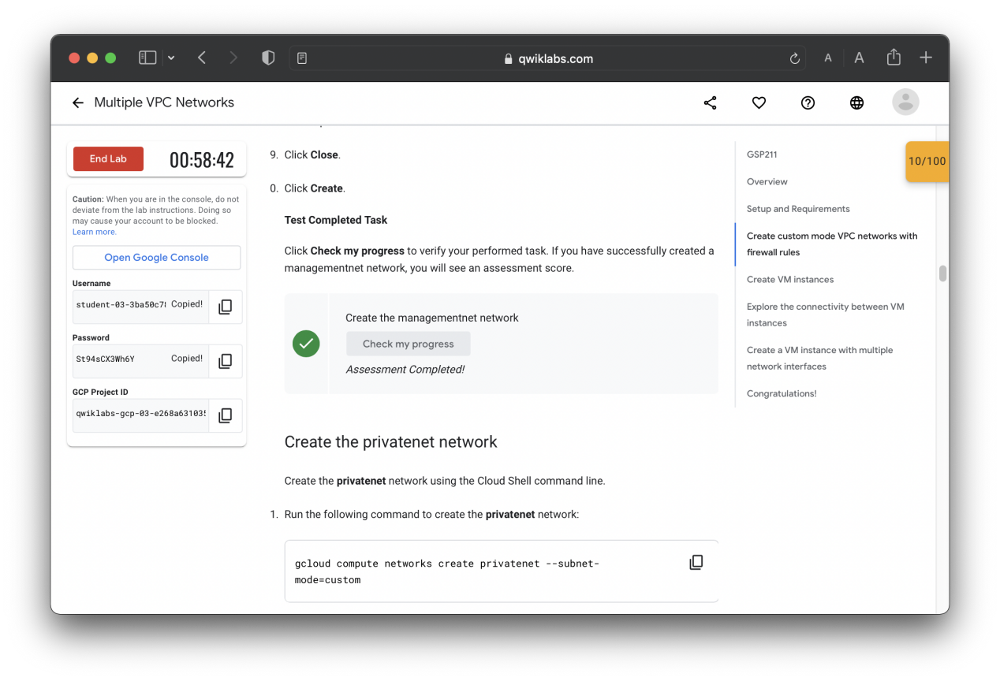 qwiklabs.com
A
A
Multiple VPC Networks
End Lab
00:58:42
Caution: When you are in the console, do not
deviate from the lab instructions. Doing so
may cause your account to be blocked.
Learn more.
Open Google Console
Username
student-03-3ba50c7 Copied!
Password
St94sCX3Wh6Y Copied!
GCP Project ID
qwiklabs-gcp-03-e268a631035
9. Click Close.
0. Click Create.
Test Completed Task
Click Check my progress to verify your performed task. If you have successfully created a
managementnet network, you will see an assessment score.
Create the managementnet network
Check my progress
Assessment Completed!
Create the privatenet network
Create the privatenet network using the Cloud Shell command line.
1. Run the following command to create the privatenet network:
gcloud compute networks create privatenet --subnet-
mode=custom
GSP211
Overview
Setup and Requirements
Create custom mode VPC networks with
firewall rules
Create VM instances
Explore the connectivity between VM
instances
Create a VM instance with multiple
network interfaces
Congratulations!
10/100